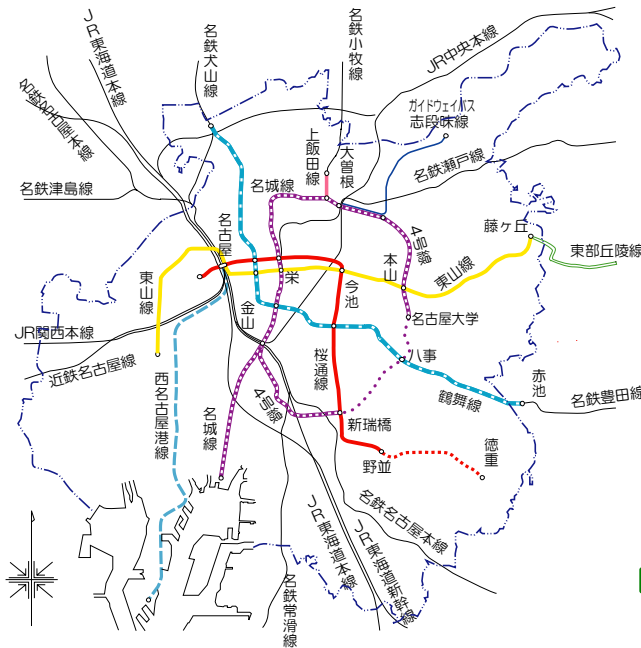 JR東海道本線
名鉄名古屋本線
名鉄犬山線
名鉄小牧線
JR中央本線
ガイドウェイバス
志段味線
上飯田線
大曽根
名鉄瀬戸線
名鉄津島線
名城線
名古屋
4号線
藤ヶ丘
東部丘陵線
東山線
栄
本山
東山線
金山
今池
名古屋大学
JR関西本線
近鉄名古屋線
桜通線
八事
赤池
西名古屋港線
4号線
鶴舞線
名鉄豊田線
名城線
新瑞橋
野並
徳重
名鉄名古屋本線
JR東海道本線
JR東海道新幹線
名鉄常滑線